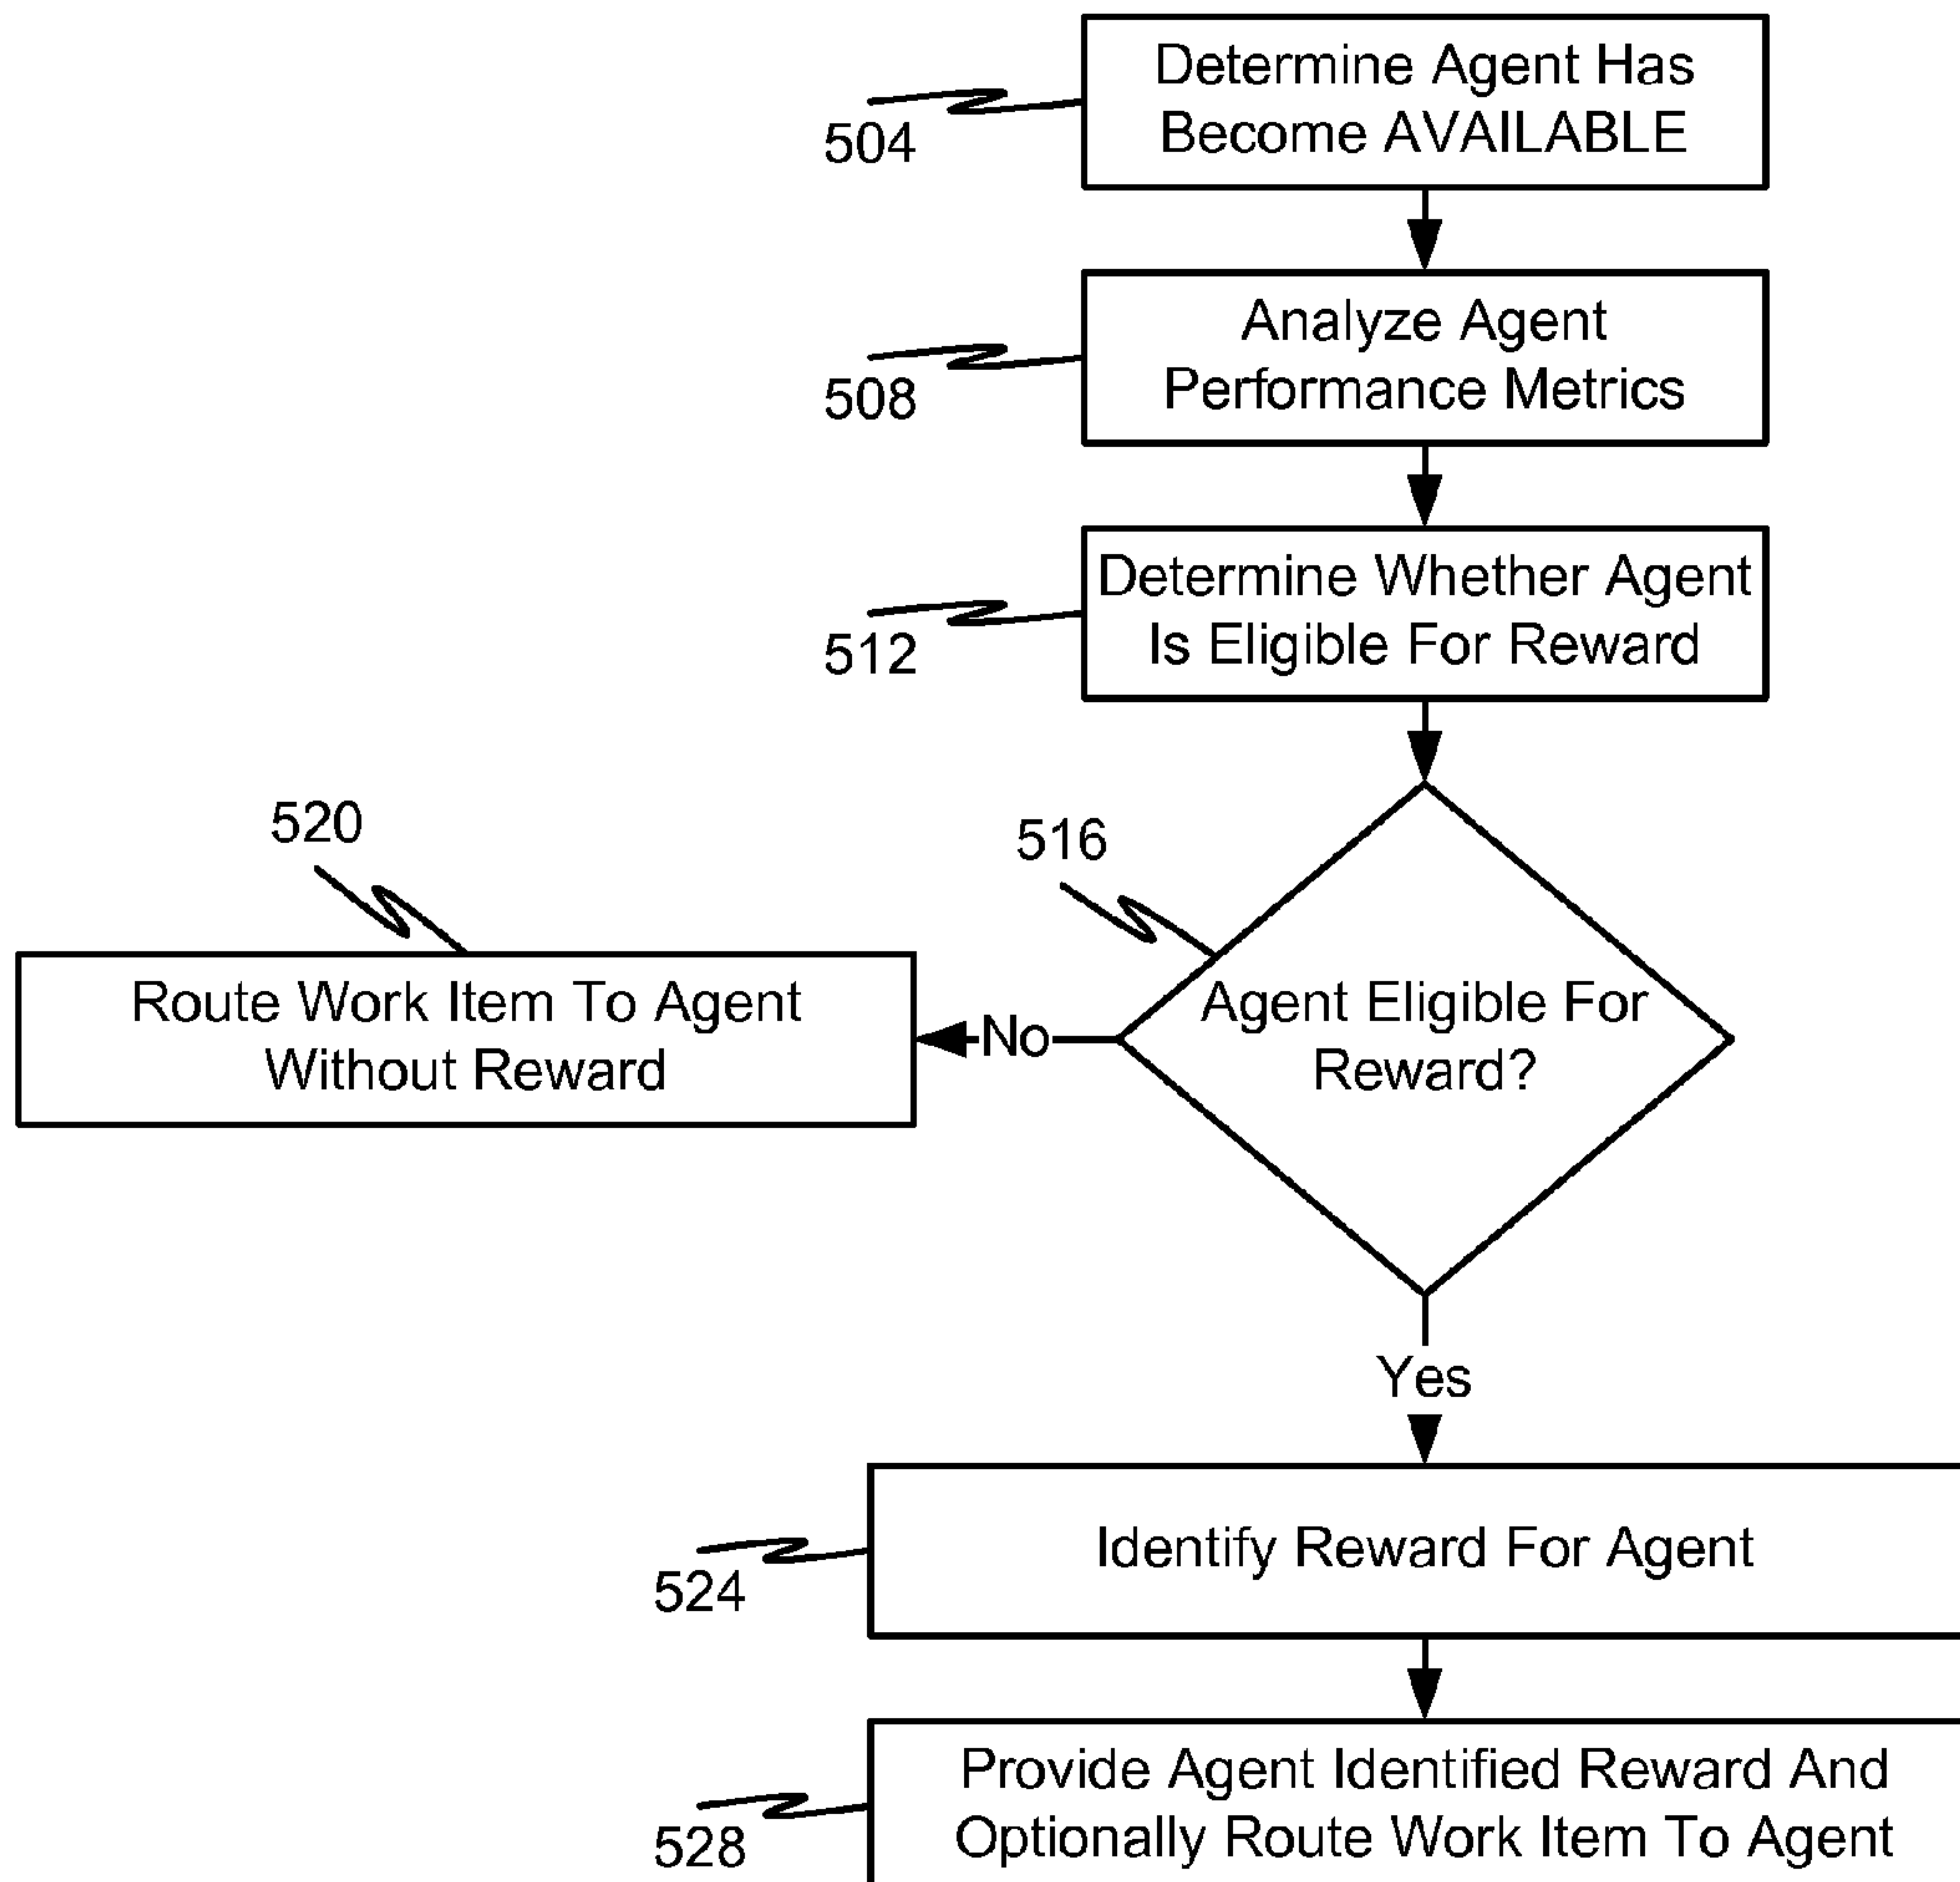 Determine Agent Has
Become AVAILABLE
504
Analyze Agent
Performance Metrics
508
Determine Whether Agent
Is Eligible For Reward
512
520
516
Route Work Item To Agent
Without Reward
No
Agent Eligible For
Reward?
Yes
Identify Reward For Agent
524
Provide Agent Identified Reward And
Optionally Route Work Item To Agent
528